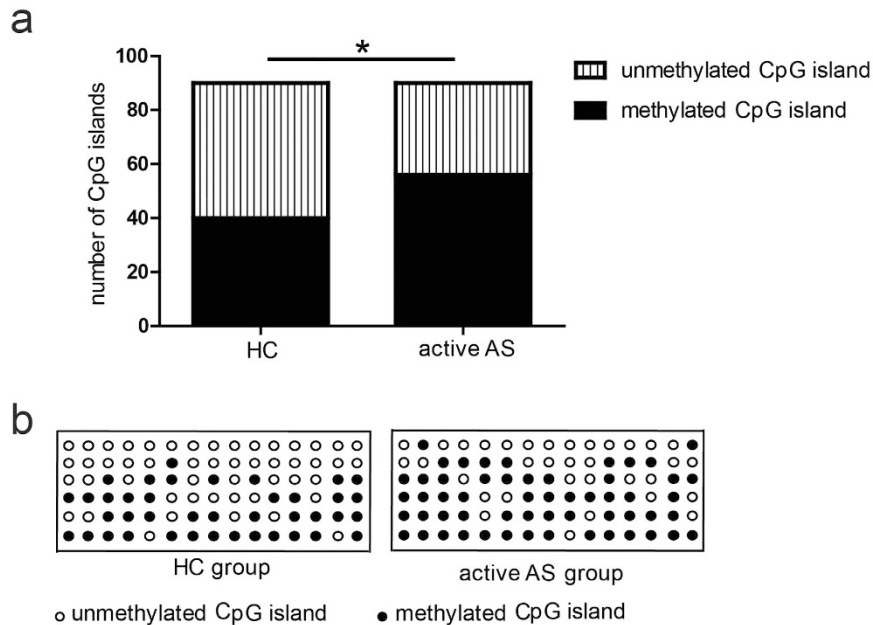 a
*
100
80
60
40
20
0
number of CpG islands
HC
active AS
unmethylated CpG island
methylated CpG island
b
HC group
active AS group
unmethylated CpG island
methylated CpG island